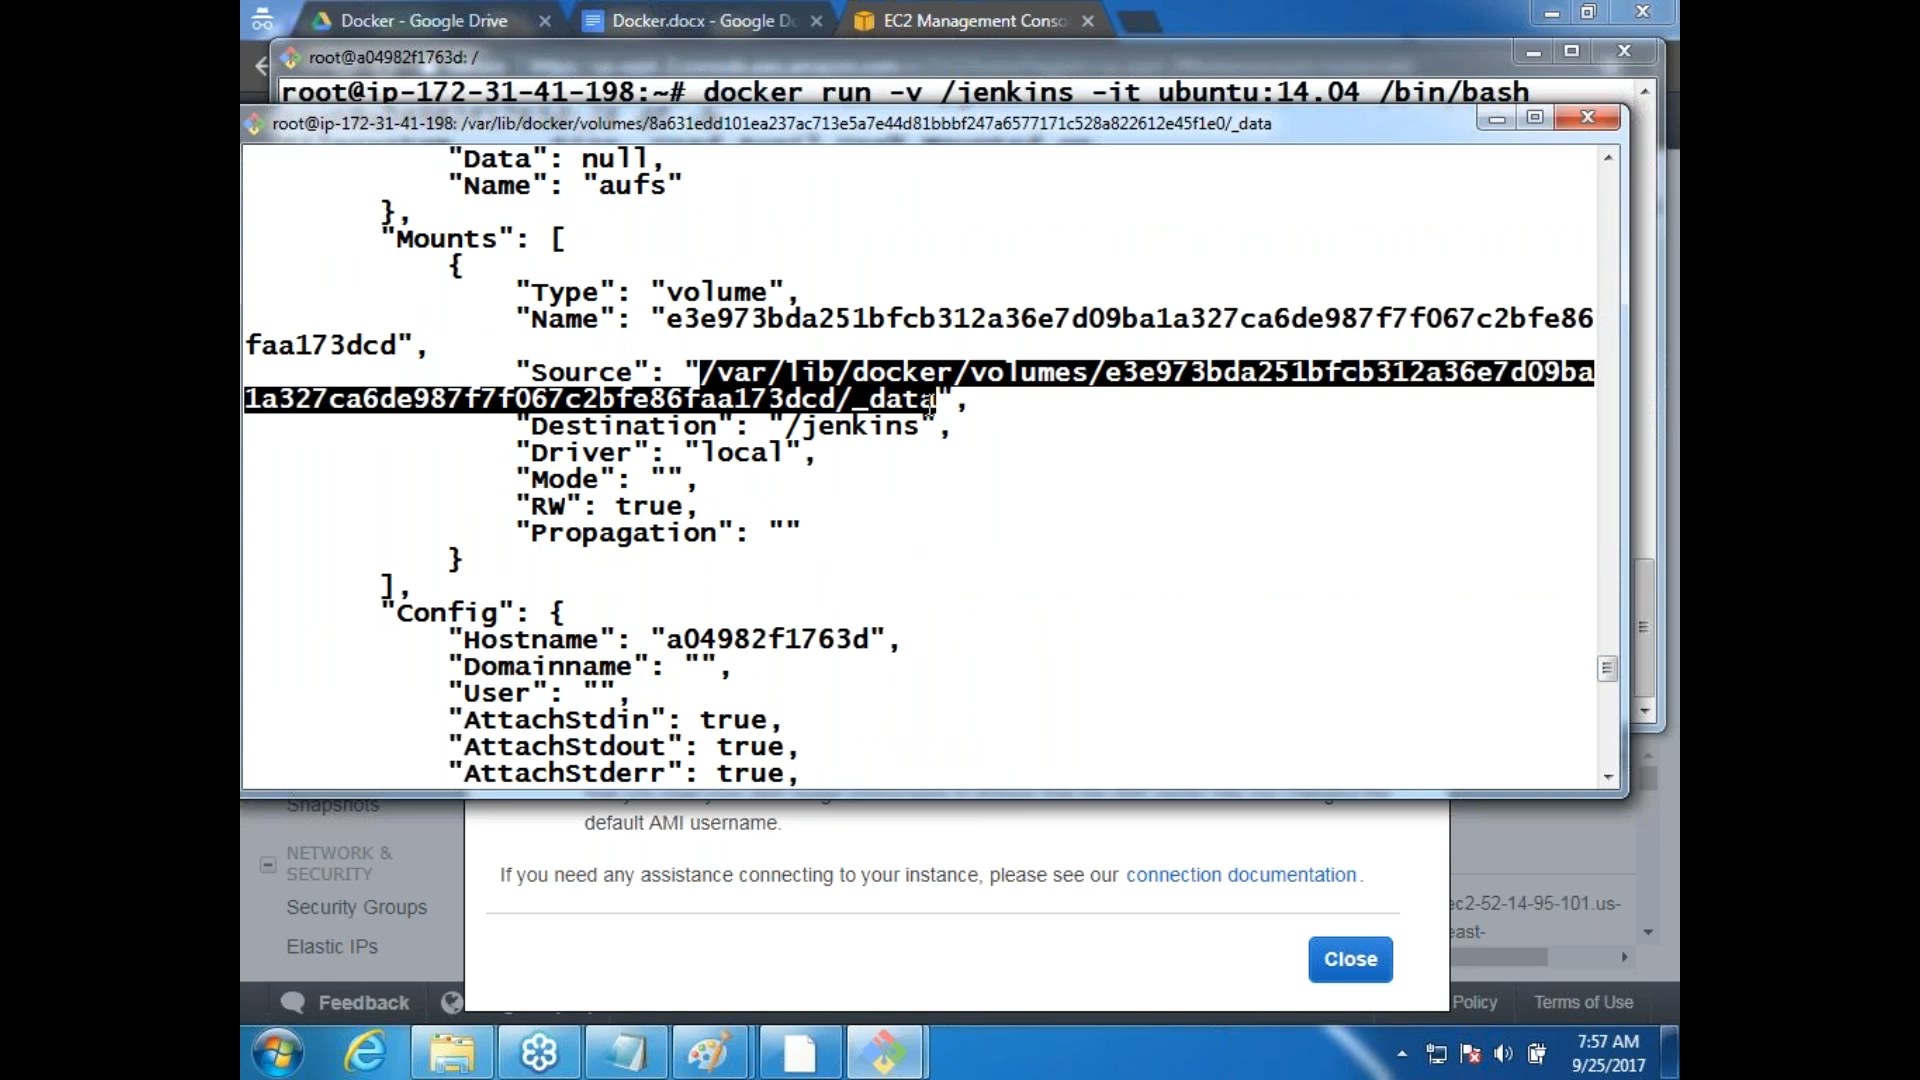 Docker - Google Drive
Docker.docx - Google Do
EC2 Management Conso
root@a04982f1763d: /
root@ip-172-31-41-198:~# docker run -v /jenkins -it ubuntu:14.04 /bin/bash
root@ip-172-31-41-198: /var/lib/docker/volumes/8a631edd101ea237ac713e5a7e44d81bbbf247a6577171c528a822612e45f1e0/_data
"Data": null,
"Name": "aufs"
},
"Mounts": [
{
"Type": "volume",
"Name": "e3e973bda251bfcb312a36e7d09ba1a327ca6de987f7f067c2bfe86
faa173dcd",
"Source": "/var/lib/docker/volumes/e3e973bda251bfcb312a36e7d09ba
1a327ca6de987f7f067c2bfe86faa173dcd/_data",
"Destination": "/jenkins",
"Driver": "local",
"Mode": "",
"RW": true,
"Propagation": ""
}
],
"Config": {
"Hostname": "a04982f1763d",
"Domainname": "",
"User": "",
"AttachStdin": true,
"AttachStdout": true,
"AttachStderr": true,
Snapshots
default AMI username.
NETWORK &
SECURITY
If you need any assistance connecting to your instance, please see our connection documentation.
Security Groups
ec2-52-14-95-101.us-
east-
Elastic IPs
Close
Feedback
Policy
Terms of Use
7:57 AM
9/25/2017